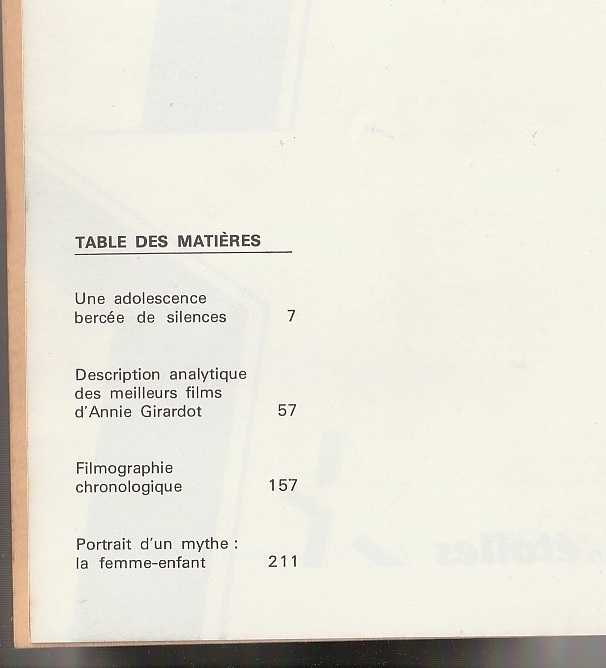 TABLE DES MATIÈRES
Une adolescence
bercée de silences 7
Description analytique
des meilleurs films
d'Annie Girardot 57
Filmographie
chronologique 157
Portrait d'un mythe :
la femme-enfant 211
étoiles